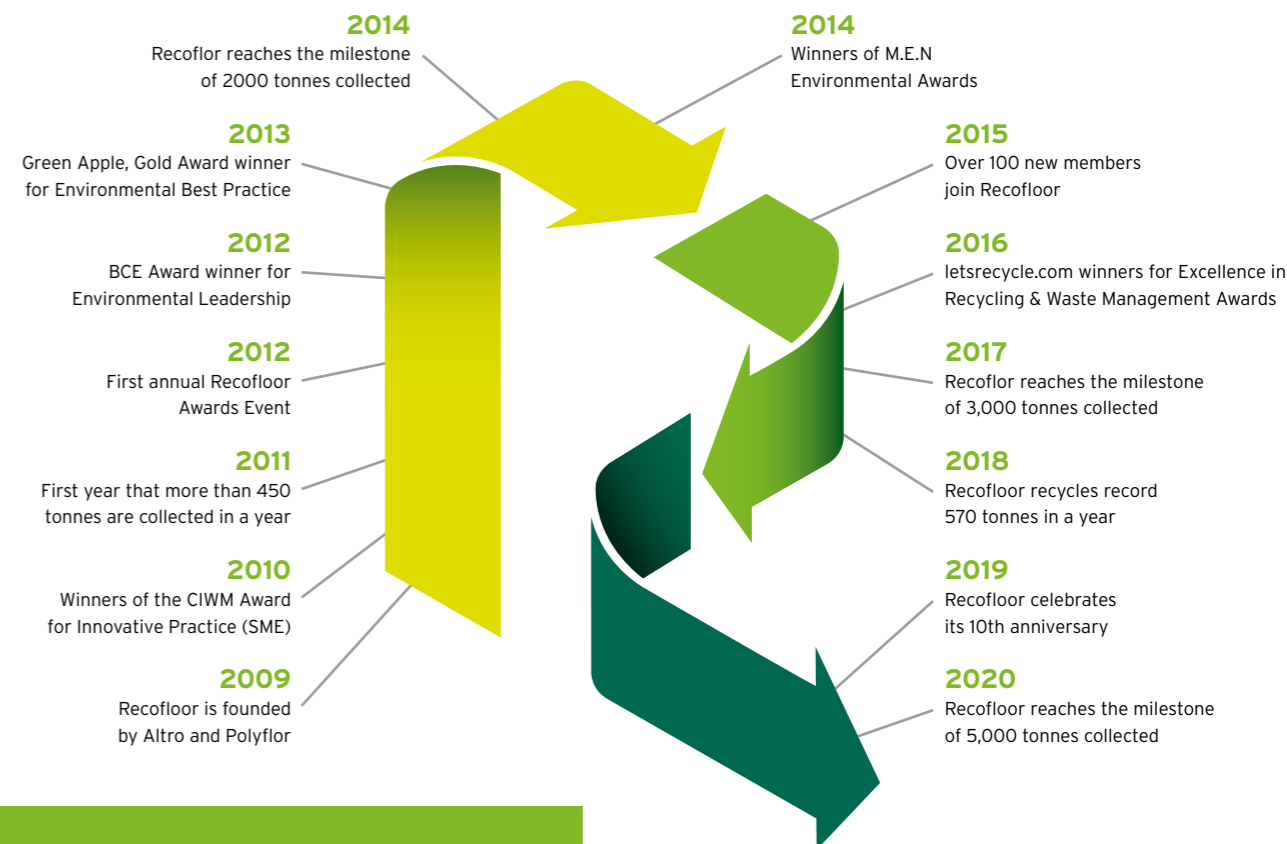 2014
Recoflor reaches the milestone
of 2000 tonnes collected
2013
Green Apple, Gold Award winner
for Environmental Best Practice
2012
BCE Award winner for
Environmental Leadership
2012
First annual Recofloor
Awards Event
2011
First year that more than 450
tonnes are collected in a year
2010
Winners of the CIWM Award
for Innovative Practice (SME)
2009
Recofloor is founded
by Altro and Polyflor
2014
Winners of M.E.N
Environmental Awards
2015
Over 100 new members
join Recofloor
2016
letsrecycle.com winners for Excellence in
Recycling & Waste Management Awards
2017
Recoflor reaches the milestone
of 3,000 tonnes collected
2018
Recofloor recycles record
570 tonnes in a year
2019
Recofloor celebrates
its 10th anniversary
2020
Recofloor reaches the milestone
of 5,000 tonnes collected